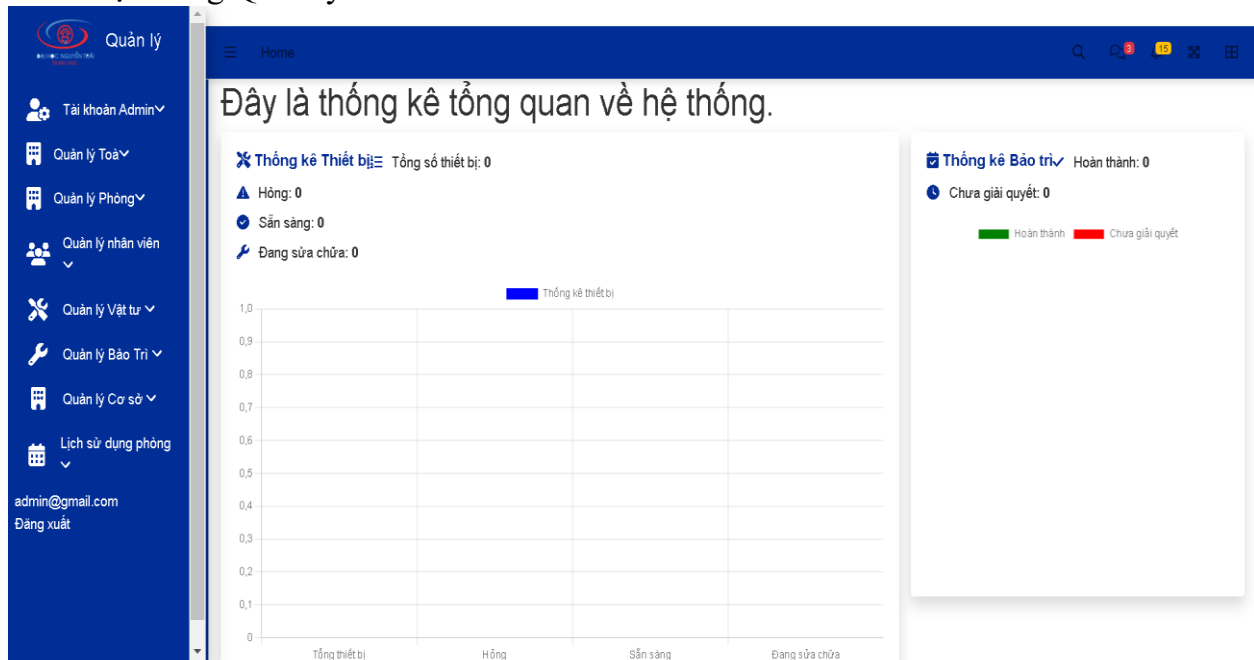 Quản lý
Tài khoản Admin
Quản lý Toà
Quản lý Phòng
Quản lý nhân viên
Quản lý Vật tư
Quản lý Bảo Trì
Quản lý Cơ sở
Lịch sử dụng phòng
admin@gmail.com
Đăng xuất
Home
3
15
Đây là thống kê tổng quan về hệ thống.
Thống kê Thiết bị Tổng số thiết bị: 0
Hỏng: 0
Sẵn sàng: 0
Đang sửa chữa: 0
Thống kê thiết bị
1,0
0,9
0,8
0,7
0,6
0,5
0,4
0,3
0,2
0,1
0
Tổng thiết bị Hỏng Sẵn sàng Đang sửa chữa
Thống kê Bảo trì Hoàn thành: 0
Chưa giải quyết: 0
Hoàn thành Chưa giải quyết